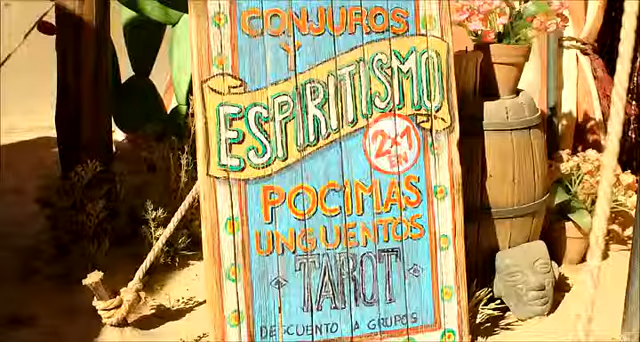 CONJUROS
Y
ESPIRITISMO
2x1
EN
POCIMAS
UNGUENTOS
TAROT
DESCUENTO A GRUPOS